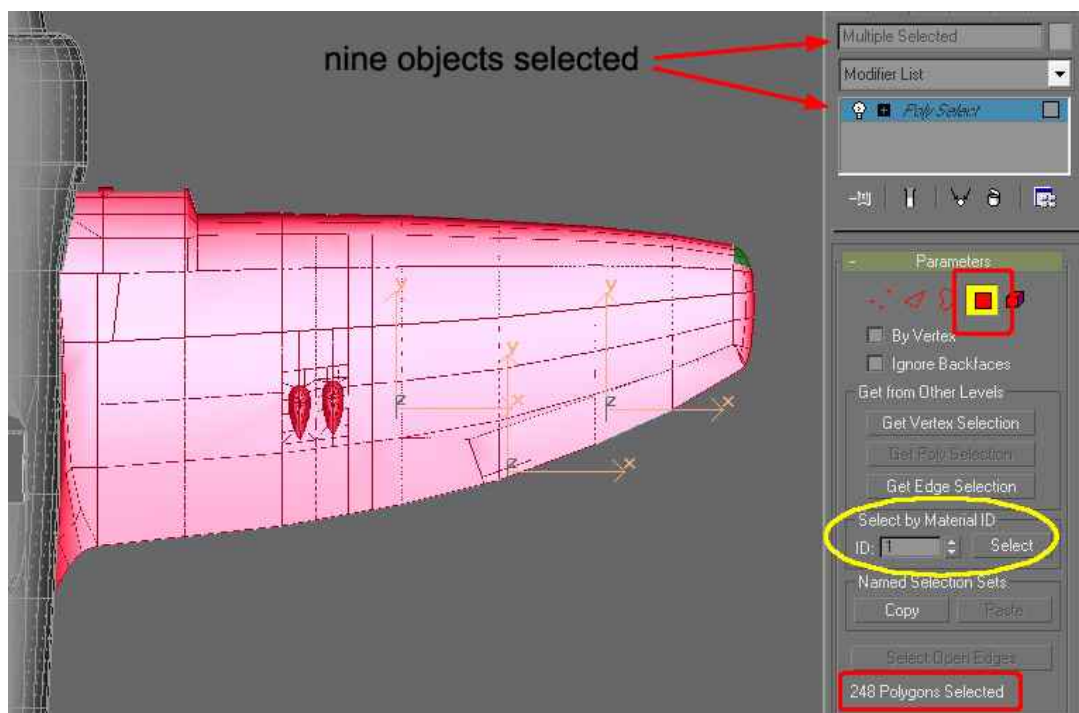 nine objects selected
Multiple Selected
Modifier List
Poly Select
Parameters
By Vertex
Ignore Backfaces
Get from Other Levels
Get Vertex Selection
Get Poly Selection
Get Edge Selection
Select by Material ID
ID: 1 Select
Named Selection Sets
Copy Paste
Select Open Edges
248 Polygons Selected
y y
y
z x z x
z x